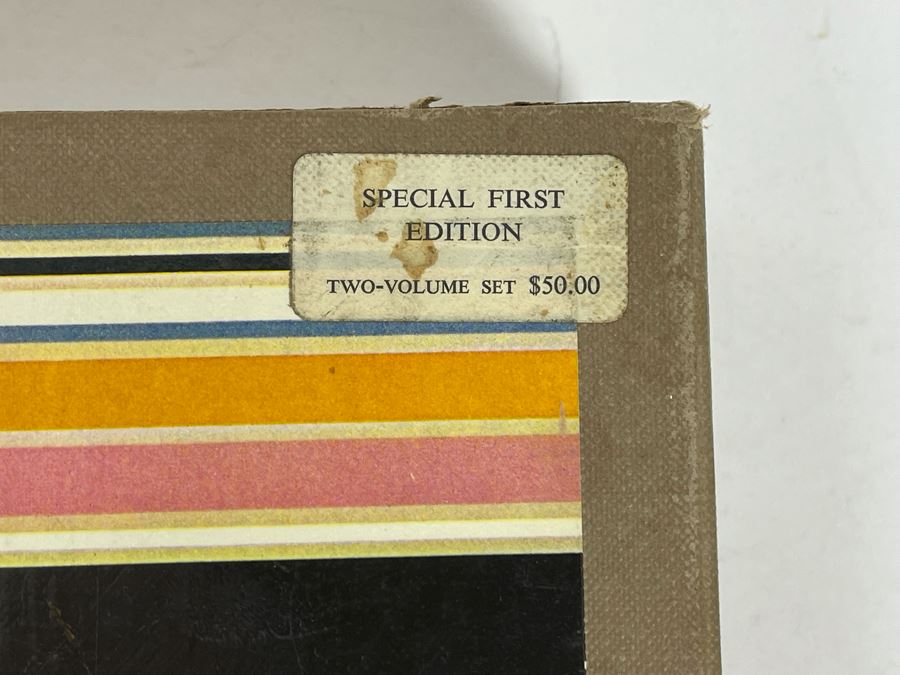 SPECIAL FIRST
EDITION
TWO-VOLUME SET $50.00